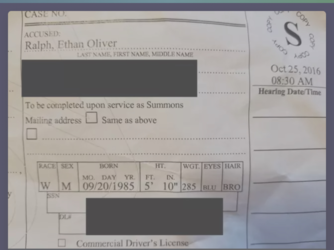 CASE NO.
ACCUSED:
Ralph, Ethan Oliver
LAST NAME, FIRST NAME, MIDDLE NAME
COPY
S
Oct 25, 2016
08:30 AM
Hearing Date/Time
To be completed upon service as Summons
Mailing address Same as above
RACE SEX BORN HT. WGT. EYES HAIR
MO. DAY YR. FT. IN.
W M 09/20/1985 5' 10" 285 BLU BRO
Commercial Driver's License